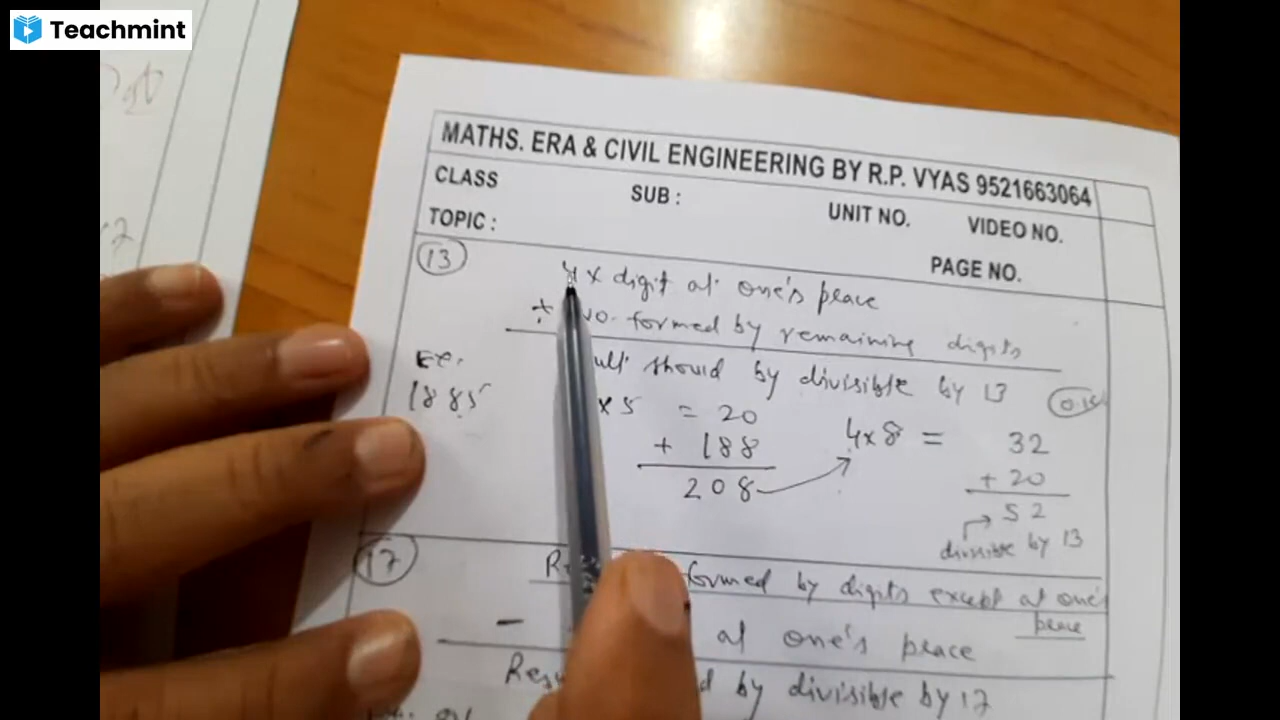 Teachmint
MATHS. ERA & CIVIL ENGINEERING BY R.P. VYAS 9521663064
CLASS SUB : UNIT NO. VIDEO NO.
TOPIC : PAGE NO.
13 4 x digit at one's peace
+ No. formed by remaining digits
should by divisible by 13
Ex.
1885 x 5 = 20
+ 188
208
4x8 = 32
+ 20
52
divisible by 13
17 formed by digits except at one's
peace
- at one's peace
by divisible by 17